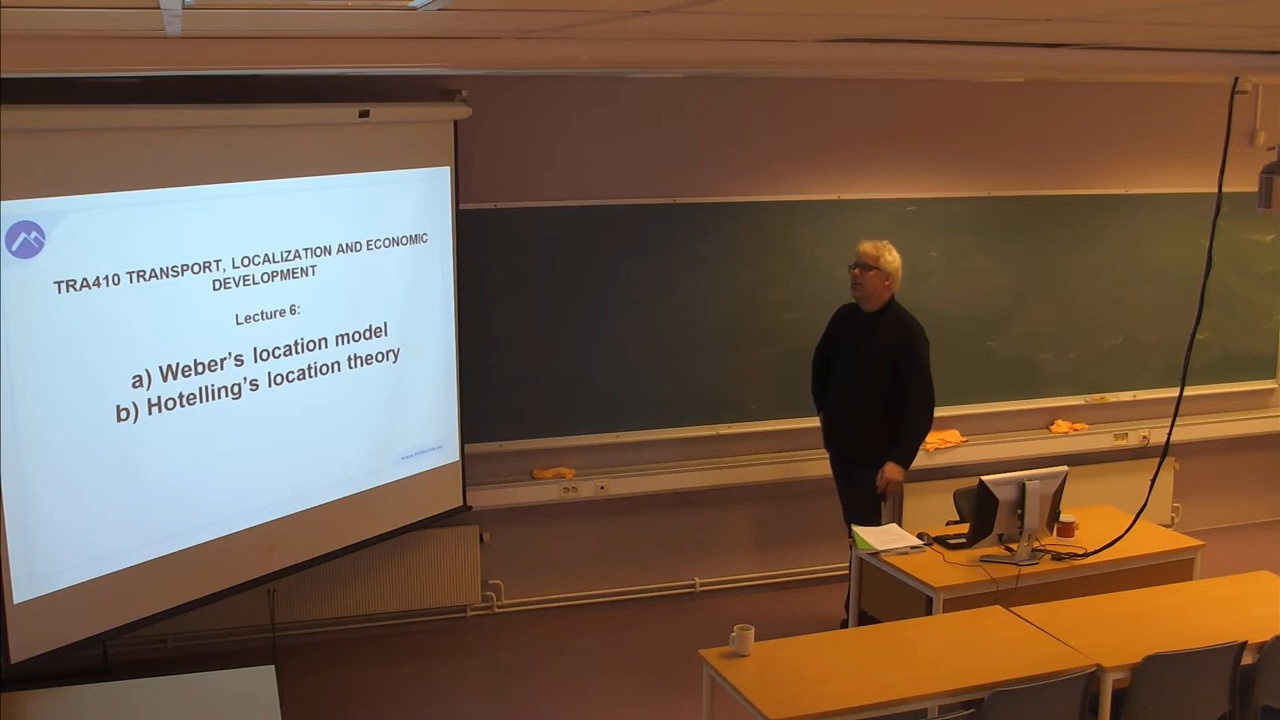 TRA410 TRANSPORT, LOCALIZATION AND ECONOMIC
DEVELOPMENT
Lecture 6:
a) Weber's location model
b) Hotelling's location theory